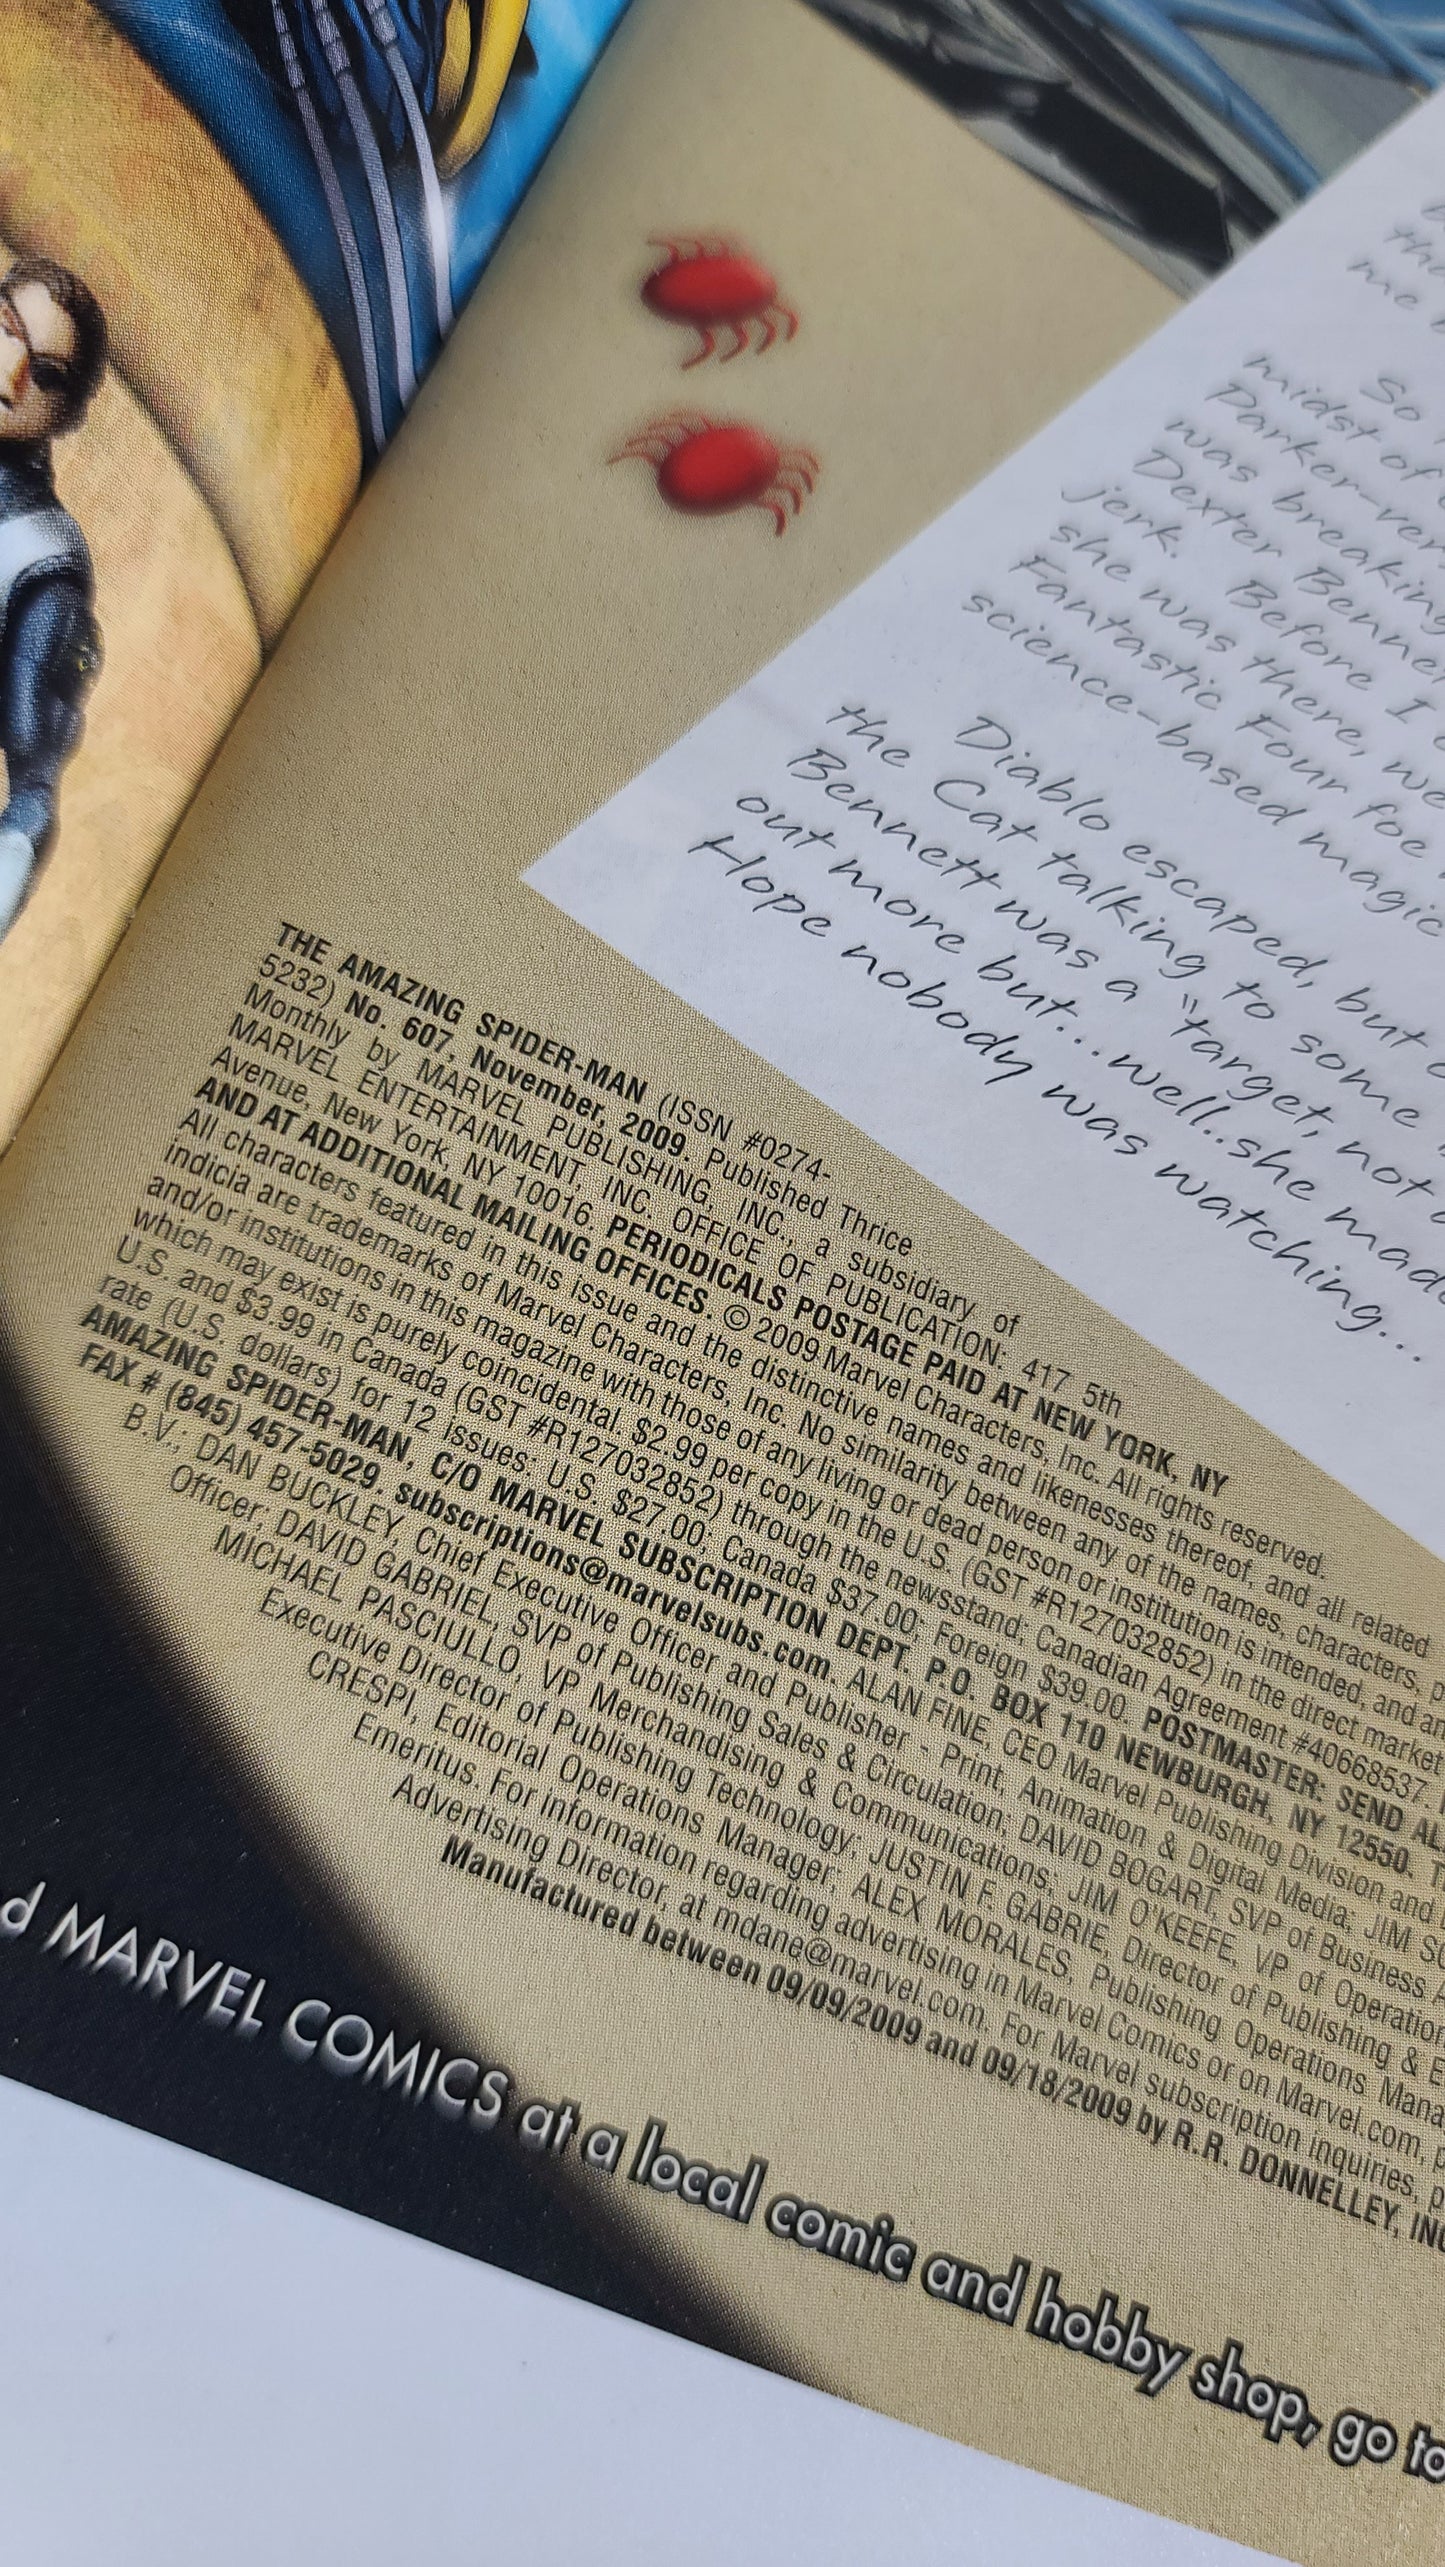 So
midst of
Parker-ver
was breaking
Dexter Bennet
jerk. Before I
she was there, we
Fantastic Four foe
science-based magic
Diablo escaped, but
the Cat talking to some
Bennett was a "target, not
out more but...well..she made
Hope nobody was watching...
THE AMAZING SPIDER-MAN (ISSN #0274-
5232) No. 607, November, 2009. Published Thrice
Monthly by MARVEL PUBLISHING, INC., a subsidiary of
MARVEL ENTERTAINMENT, INC. OFFICE OF PUBLICATION: 417 5th
Avenue, New York, NY 10016. PERIODICALS POSTAGE PAID AT NEW YORK, NY
AND AT ADDITIONAL MAILING OFFICES. © 2009 Marvel Characters, Inc. All rights reserved.
All characters featured in this issue and the distinctive names and likenesses thereof, and all related
indicia are trademarks of Marvel Characters, Inc. No similarity between any of the names, characters, p
and/or institutions in this magazine with those of any living or dead person or institution is intended, and an
which may exist is purely coincidental. $2.99 per copy in the U.S. (GST #R127032852) in the direct market
U.S. and $3.99 in Canada (GST #R127032852) through the newsstand; Canadian Agreement #40668537.
rate (U.S. dollars) for 12 issues: U.S. $27.00; Canada $37.00; Foreign $39.00. POSTMASTER: SEND AL
AMAZING SPIDER-MAN, C/O MARVEL SUBSCRIPTION DEPT. P.O. BOX 110 NEWBURGH, NY 12550. T
FAX # (845) 457-5029. subscriptions@marvelsubs.com. ALAN FINE, CEO Marvel Publishing Division and
B.V.; DAN BUCKLEY, Chief Executive Officer and Publisher - Print, Animation & Digital Media; JIM SO
Officer; DAVID GABRIEL, SVP of Publishing Sales & Circulation; DAVID BOGART, SVP of Business A
MICHAEL PASCIULLO, VP Merchandising & Communications; JIM O'KEEFE, VP of Operation
Executive Director of Publishing Technology; JUSTIN F. GABRIE, Director of Publishing & E
CRESPI, Editorial Operations Manager; ALEX MORALES, Publishing Operations Mana
Emeritus. For information regarding advertising in Marvel Comics or on Marvel.com, p
Advertising Director, at mdane@marvel.com. For Marvel subscription inquiries, p
Manufactured between 09/09/2009 and 09/18/2009 by R.R. DONNELLEY, INC
d MARVEL COMICS at a local comic and hobby shop, go to